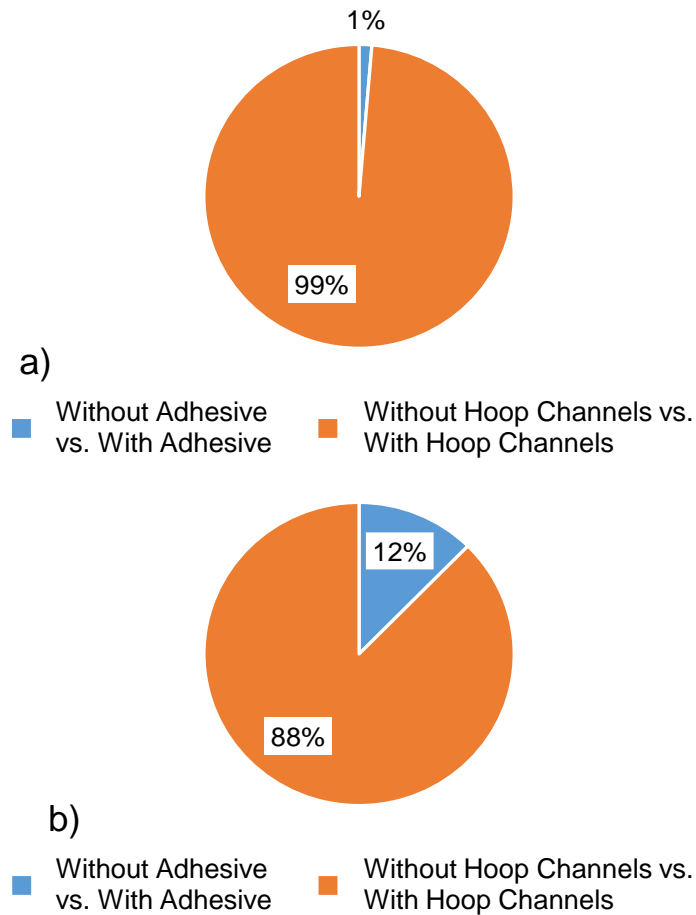 1%
99%
a)
Without Adhesive
vs. With Adhesive
Without Hoop Channels vs.
With Hoop Channels
12%
88%
b)
Without Adhesive
vs. With Adhesive
Without Hoop Channels vs.
With Hoop Channels